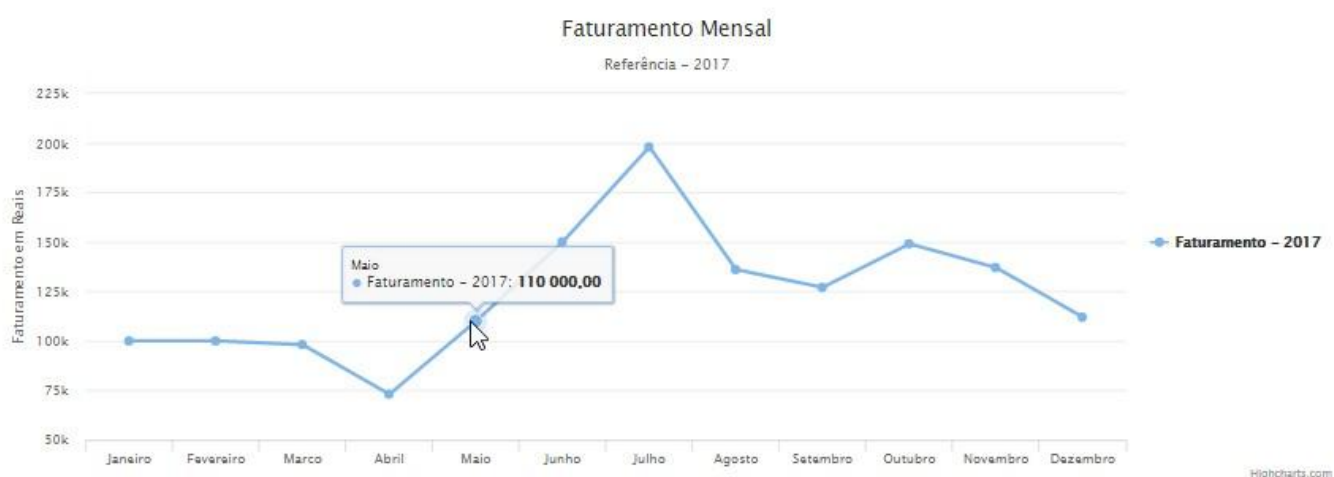 Faturamento Mensal
Referência - 2017
225k
200k
175k
150k
125k
100k
75k
50k
Faturamento em Reais
Maio
Faturamento - 2017: 110 000,00
Faturamento - 2017
Janeiro Fevereiro Marco Abril Maio Junho Julho Agosto Setembro Outubro Novembro Dezembro
Highcharts.com